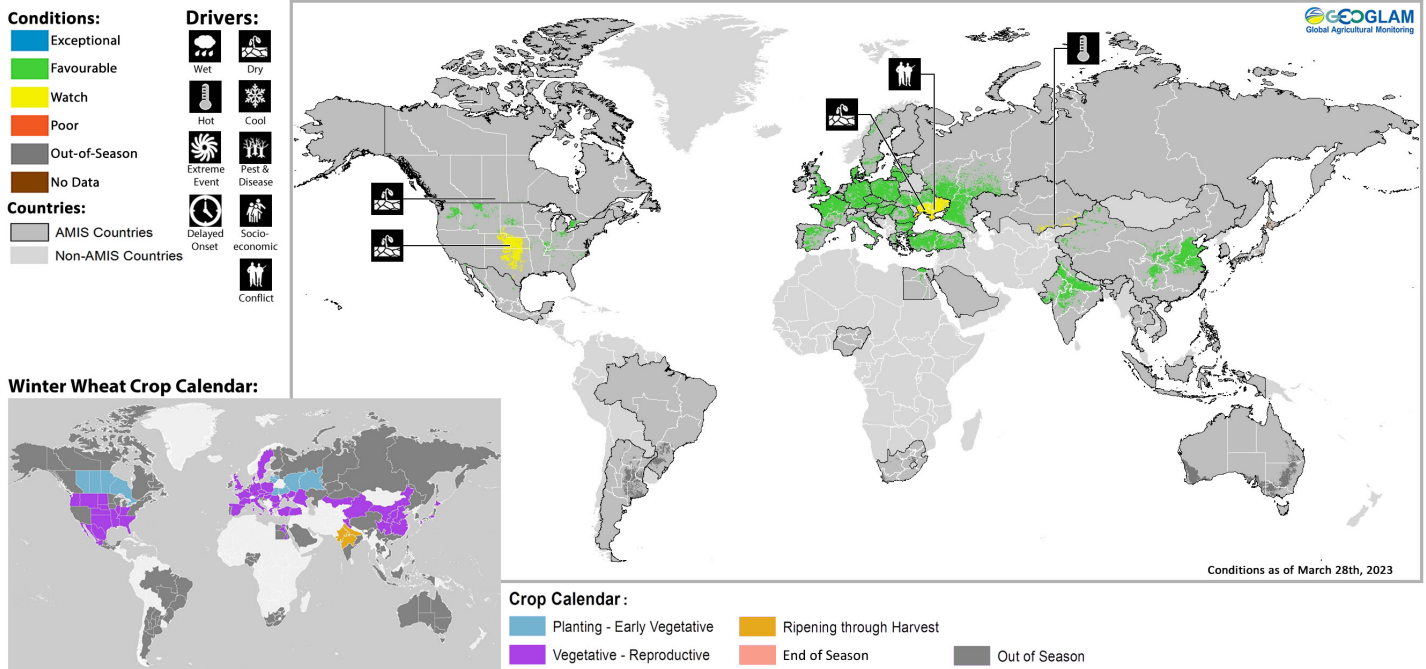 Conditions:
Exceptional
Favourable
Watch
Poor
Out-of-Season
No Data
Countries:
AMIS Countries
Non-AMIS Countries
Drivers:
Wet
Dry
Hot
Cool
Extreme
Event
Pest &
Disease
Delayed
Onset
Socio-
economic
Conflict
GEOGLAM
Global Agricultural Monitoring
Conditions as of March 28th, 2023
Winter Wheat Crop Calendar:
Crop Calendar :
Planting - Early Vegetative
Ripening through Harvest
Vegetative - Reproductive
End of Season
Out of Season